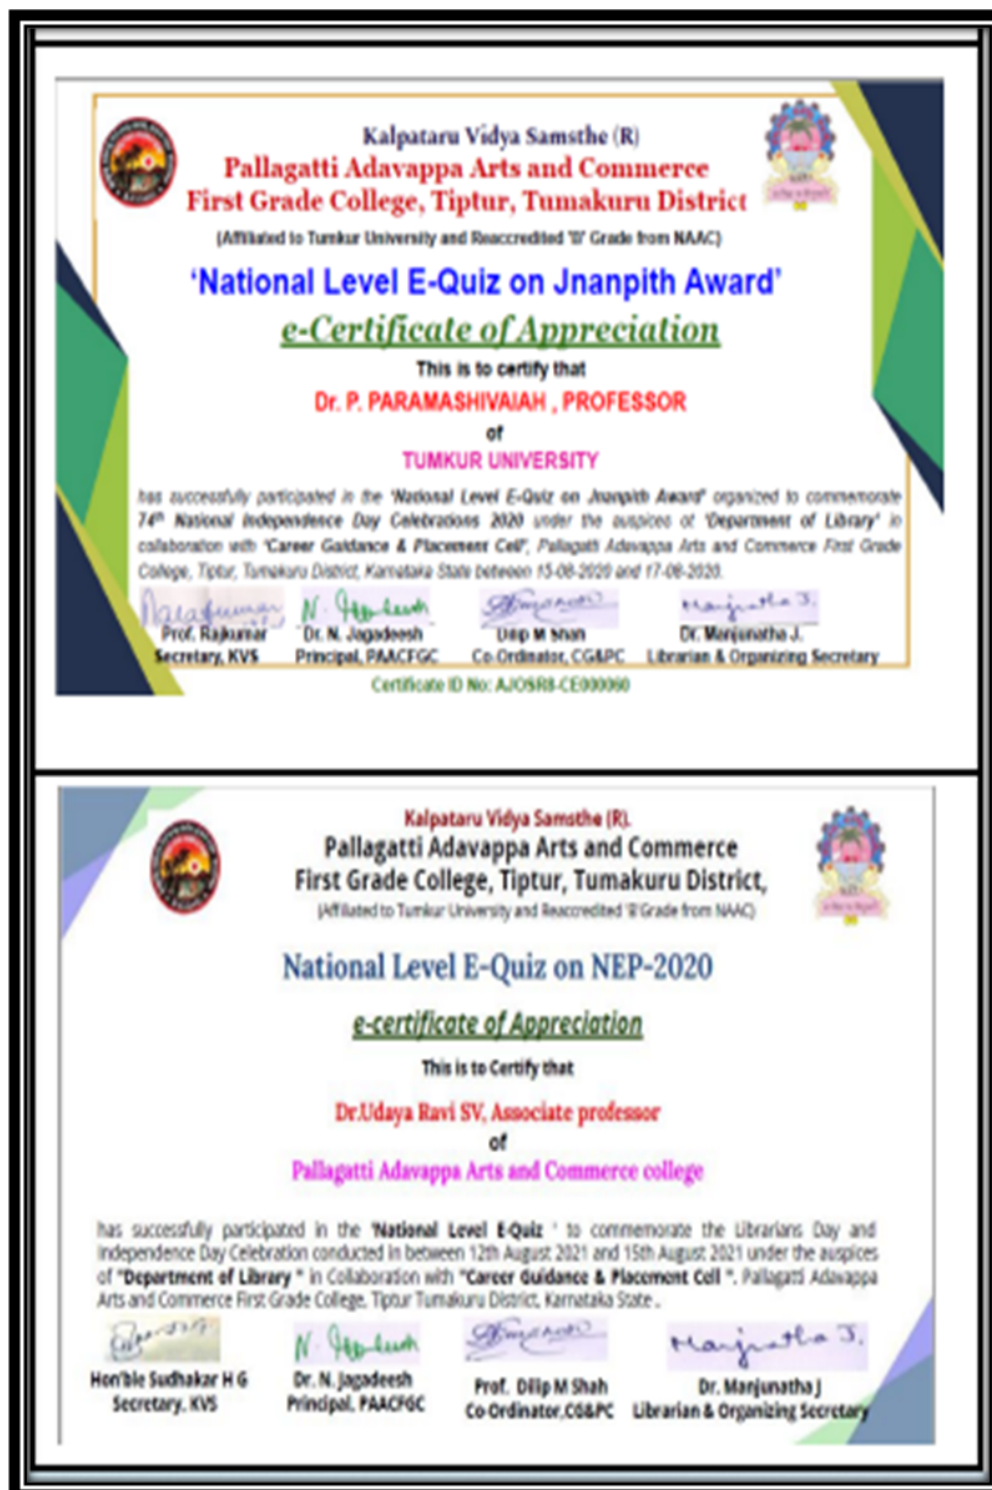 Kalpataru Vidya Samsthe (R)
Pallagatti Adavappa Arts and Commerce
First Grade College, Tiptur, Tumakuru District
(Affiliated to Tumkur University and Reaccredited 'B' Grade from NAAC)
'National Level E-Quiz on Jnanpith Award'
e-Certificate of Appreciation
This is to certify that
Dr. P. PARAMASHIVAIAH , PROFESSOR
of
TUMKUR UNIVERSITY
has successfully participated in the 'National Level E-Quiz on Jnanpith Award' organized to commemorate
74th National Independence Day Celebrations 2020 under the auspices of 'Department of Library' in
collaboration with 'Career Guidance & Placement Cell', Pallagatti Adavappa Arts and Commerce First Grade
College, Tiptur, Tumakuru District, Karnataka State between 15-08-2020 and 17-08-2020.
Prof. Rajkumar Dr. N. Jagadeesh Dilip M Shah Dr. Manjunatha J.
Secretary, KVS Principal, PAACFGC Co-Ordinator, CG&PC Librarian & Organizing Secretary
Certificate ID No: AJOSR8-CE000060
Kalpataru Vidya Samsthe (R).
Pallagatti Adavappa Arts and Commerce
First Grade College, Tiptur, Tumakuru District,
(Affiliated to Tumkur University and Reaccredited 'B' Grade from NAAC)
National Level E-Quiz on NEP-2020
e-certificate of Appreciation
This is to Certify that
Dr.Udaya Ravi SV, Associate professor
of
Pallagatti Adavappa Arts and Commerce college
has successfully participated in the 'National Level E-Quiz ' to commemorate the Librarians Day and
Independence Day Celebration conducted in between 12th August 2021 and 15th August 2021 under the auspices
of "Department of Library " in Collaboration with "Career Guidance & Placement Cell ". Pallagatti Adavappa
Arts and Commerce First Grade College, Tiptur Tumakuru District, Karnataka State .
Manjunatha J.
Hon'ble Sudhakar H G Dr. N. Jagadeesh Prof. Dilip M Shah Dr. Manjunatha J
Secretary, KVS Principal, PAACFGC Co-Ordinator,CG&PC Librarian & Organizing Secretary